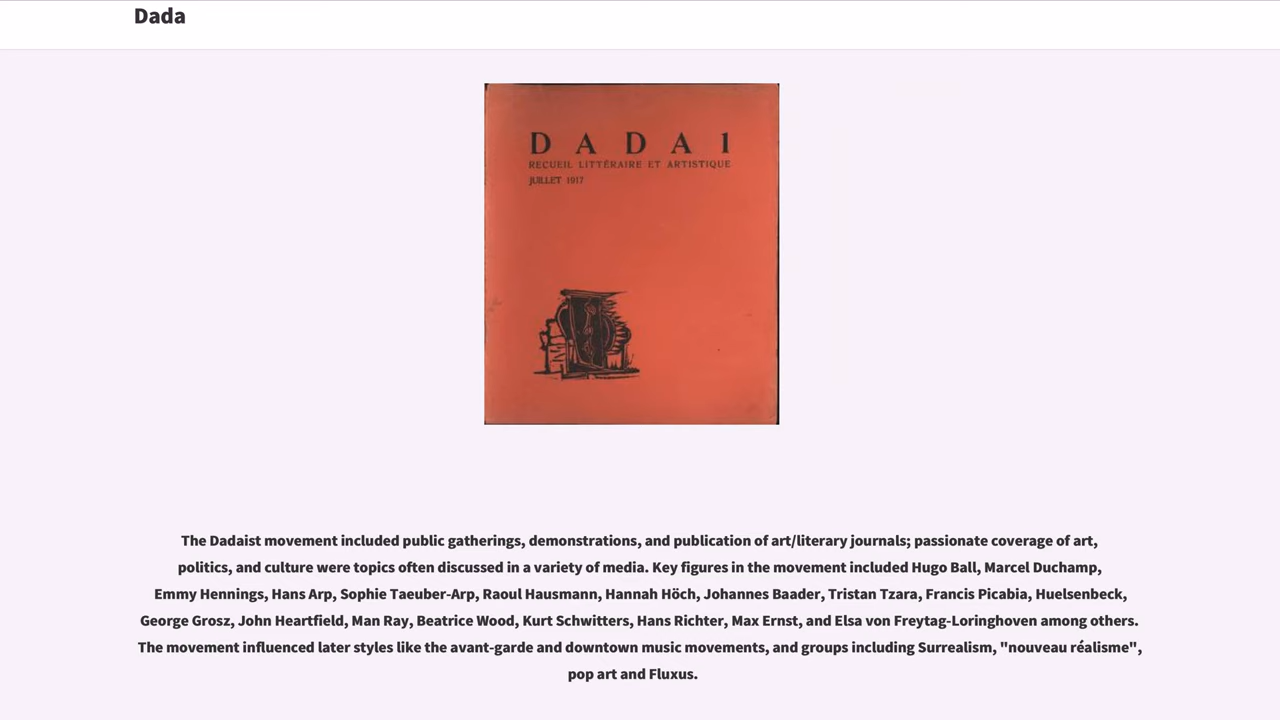 Dada
D A D A 1
RECUEIL LITTÉRAIRE ET ARTISTIQUE
JUILLET 1917
The Dadaist movement included public gatherings, demonstrations, and publication of art/literary journals; passionate coverage of art,
politics, and culture were topics often discussed in a variety of media. Key figures in the movement included Hugo Ball, Marcel Duchamp,
Emmy Hennings, Hans Arp, Sophie Taeuber-Arp, Raoul Hausmann, Hannah Höch, Johannes Baader, Tristan Tzara, Francis Picabia, Huelsenbeck,
George Grosz, John Heartfield, Man Ray, Beatrice Wood, Kurt Schwitters, Hans Richter, Max Ernst, and Elsa von Freytag-Loringhoven among others.
The movement influenced later styles like the avant-garde and downtown music movements, and groups including Surrealism, "nouveau réalisme",
pop art and Fluxus.